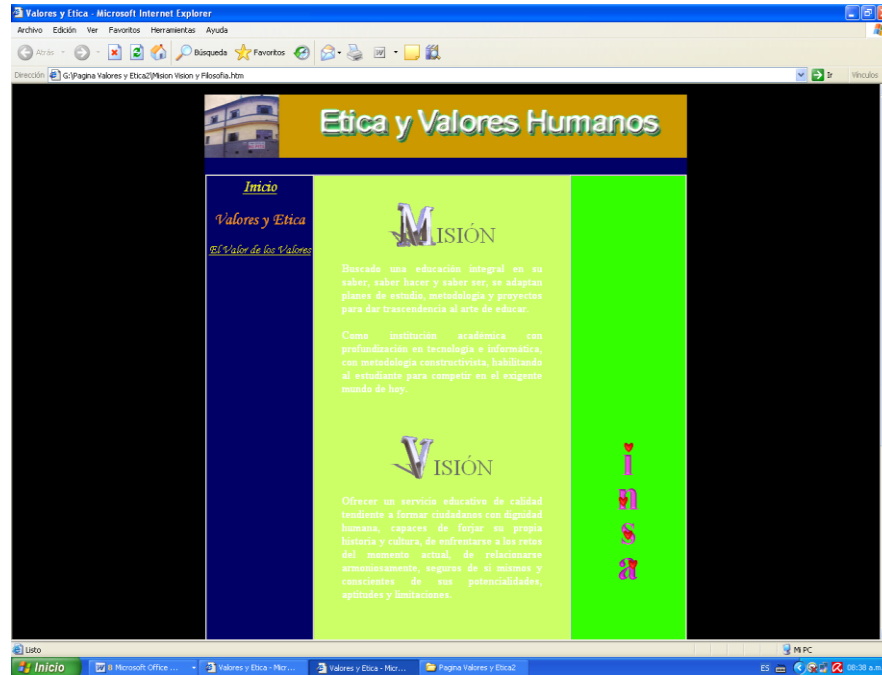 Valores y Etica - Microsoft Internet Explorer
Archivo Edición Ver Favoritos Herramientas Ayuda
Atrás Búsqueda Favoritos
Dirección G:\Pagina Valores y Etica2\Mision Vision y Filosofia.htm Ir Vínculos
Etica y Valores Humanos
Inicio
Valores y Etica
El Valor de los Valores
MISIÓN
Buscado una educación integral en su
saber, saber hacer y saber ser, se adaptan
planes de estudio, metodología y proyectos
para dar trascendencia al arte de educar.
Como institución académica con
profundización en tecnología e informática,
con metodología constructivista, habilitando
al estudiante para competir en el exigente
mundo de hoy.
VISIÓN
Ofrecer un servicio educativo de calidad
tendiente a formar ciudadanos con dignidad
humana, capaces de forjar su propia
historia y cultura, de enfrentarse a los retos
del momento actual, de relacionarse
armoniosamente, seguros de si mismos y
conscientes de sus potencialidades,
aptitudes y limitaciones.
i
n
s
a
Listo Mi PC
Inicio 8 Microsoft Office ... Valores y Etica - Micr... Valores y Etica - Micr... Pagina Valores y Etica2 ES 08:38 a.m.